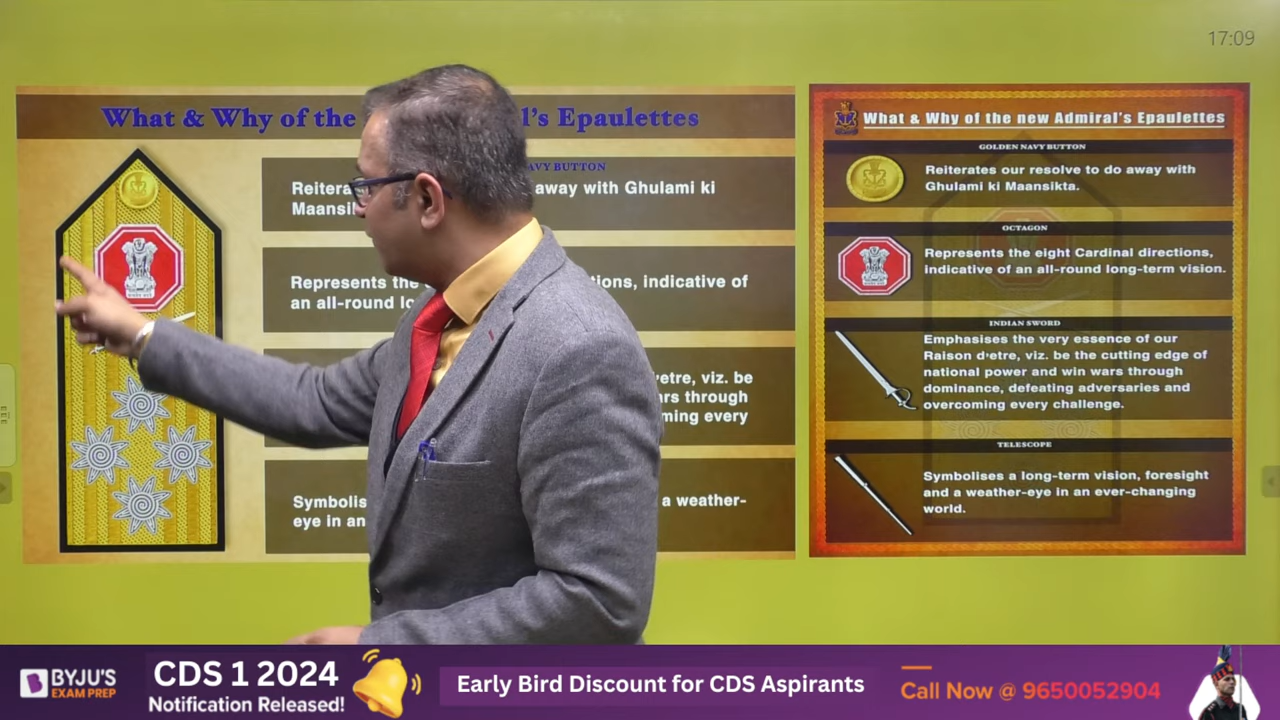 17:09
What & Why of the
l's Epaulettes
AVY BUTTON
Reitera
away with Ghulami ki
Maansi
Represents the
tions, indicative of
an all-round lo
etre, viz. be
ars through
ming every
Symbolis
a weather-
eye in an
What & Why of the new Admiral's Epaulettes
GOLDEN NAVY BUTTON
Reiterates our resolve to do away with
Ghulami ki Maansikta.
OCTAGON
Represents the eight Cardinal directions,
indicative of an all-round long-term vision.
INDIAN SWORD
Emphasises the very essence of our
Raison d'etre, viz. be the cutting edge of
national power and win wars through
dominance, defeating adversaries and
overcoming every challenge.
TELESCOPE
Symbolises a long-term vision, foresight
and a weather-eye in an ever-changing
world.
BYJU'S
EXAM PREP
CDS 1 2024
Notification Released!
Early Bird Discount for CDS Aspirants
Call Now @ 9650052904